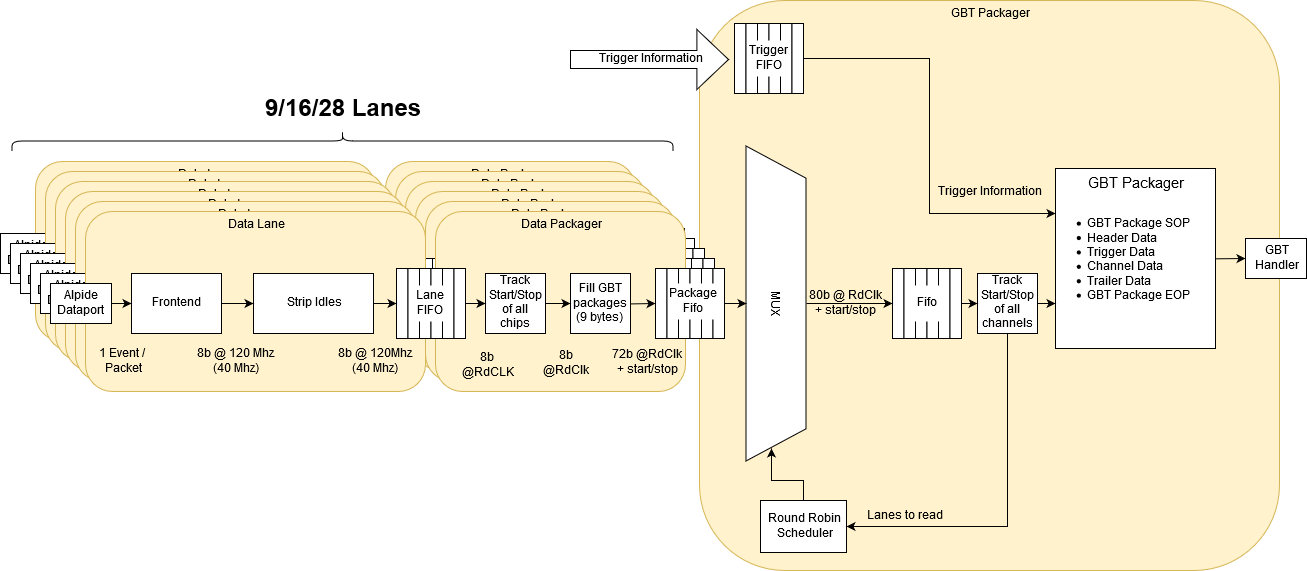 GBT Packager
Trigger Information
Trigger
FIFO
9/16/28 Lanes
Trigger Information
GBT Packager
• GBT Package SOP
• Header Data
• Trigger Data
• Channel Data
• Trailer Data
• GBT Package EOP
GBT
Handler
Data Lane
Data Packager
Alpide
Dataport
Frontend
Strip Idles
Lane
FIFO
Track
Start/Stop
of all
chips
Fill GBT
packages
(9 bytes)
Package
Fifo
MUX
80b @ RdClk
+ start/stop
Fifo
Track
Start/Stop
of all
channels
1 Event /
Packet
8b @ 120 Mhz
(40 Mhz)
8b @ 120Mhz
(40 Mhz)
8b
@RdCLK
8b
@RdClk
72b @RdClk
+ start/stop
Round Robin
Scheduler
Lanes to read